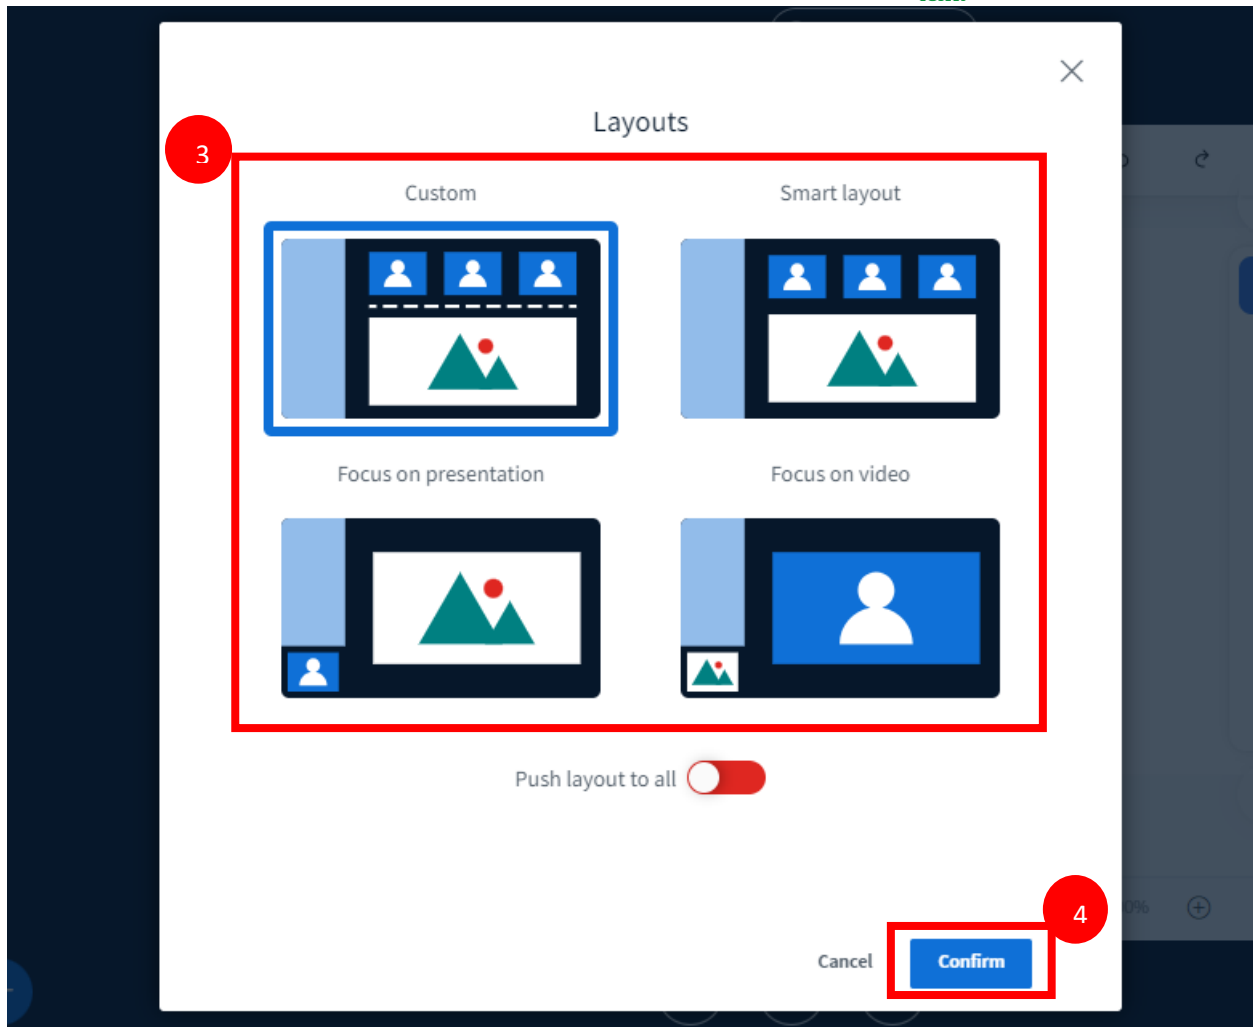 Layouts
3
Custom
Smart layout
Focus on presentation
Focus on video
Push layout to all
4
Cancel
Confirm